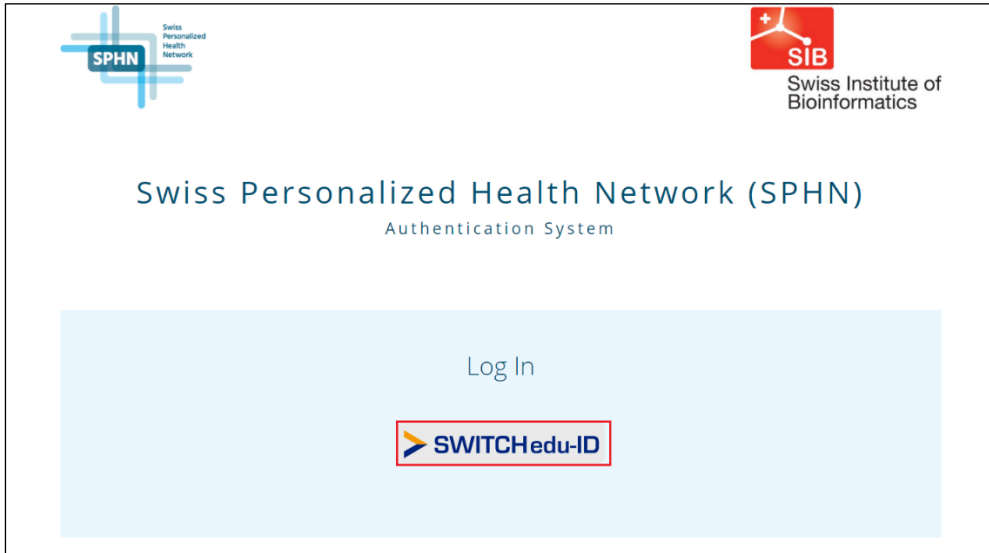 SPHN
Swiss
Personalized
Health
Network
SIB
Swiss Institute of
Bioinformatics
Swiss Personalized Health Network (SPHN)
Authentication System
Log In
SWITCHedu-ID